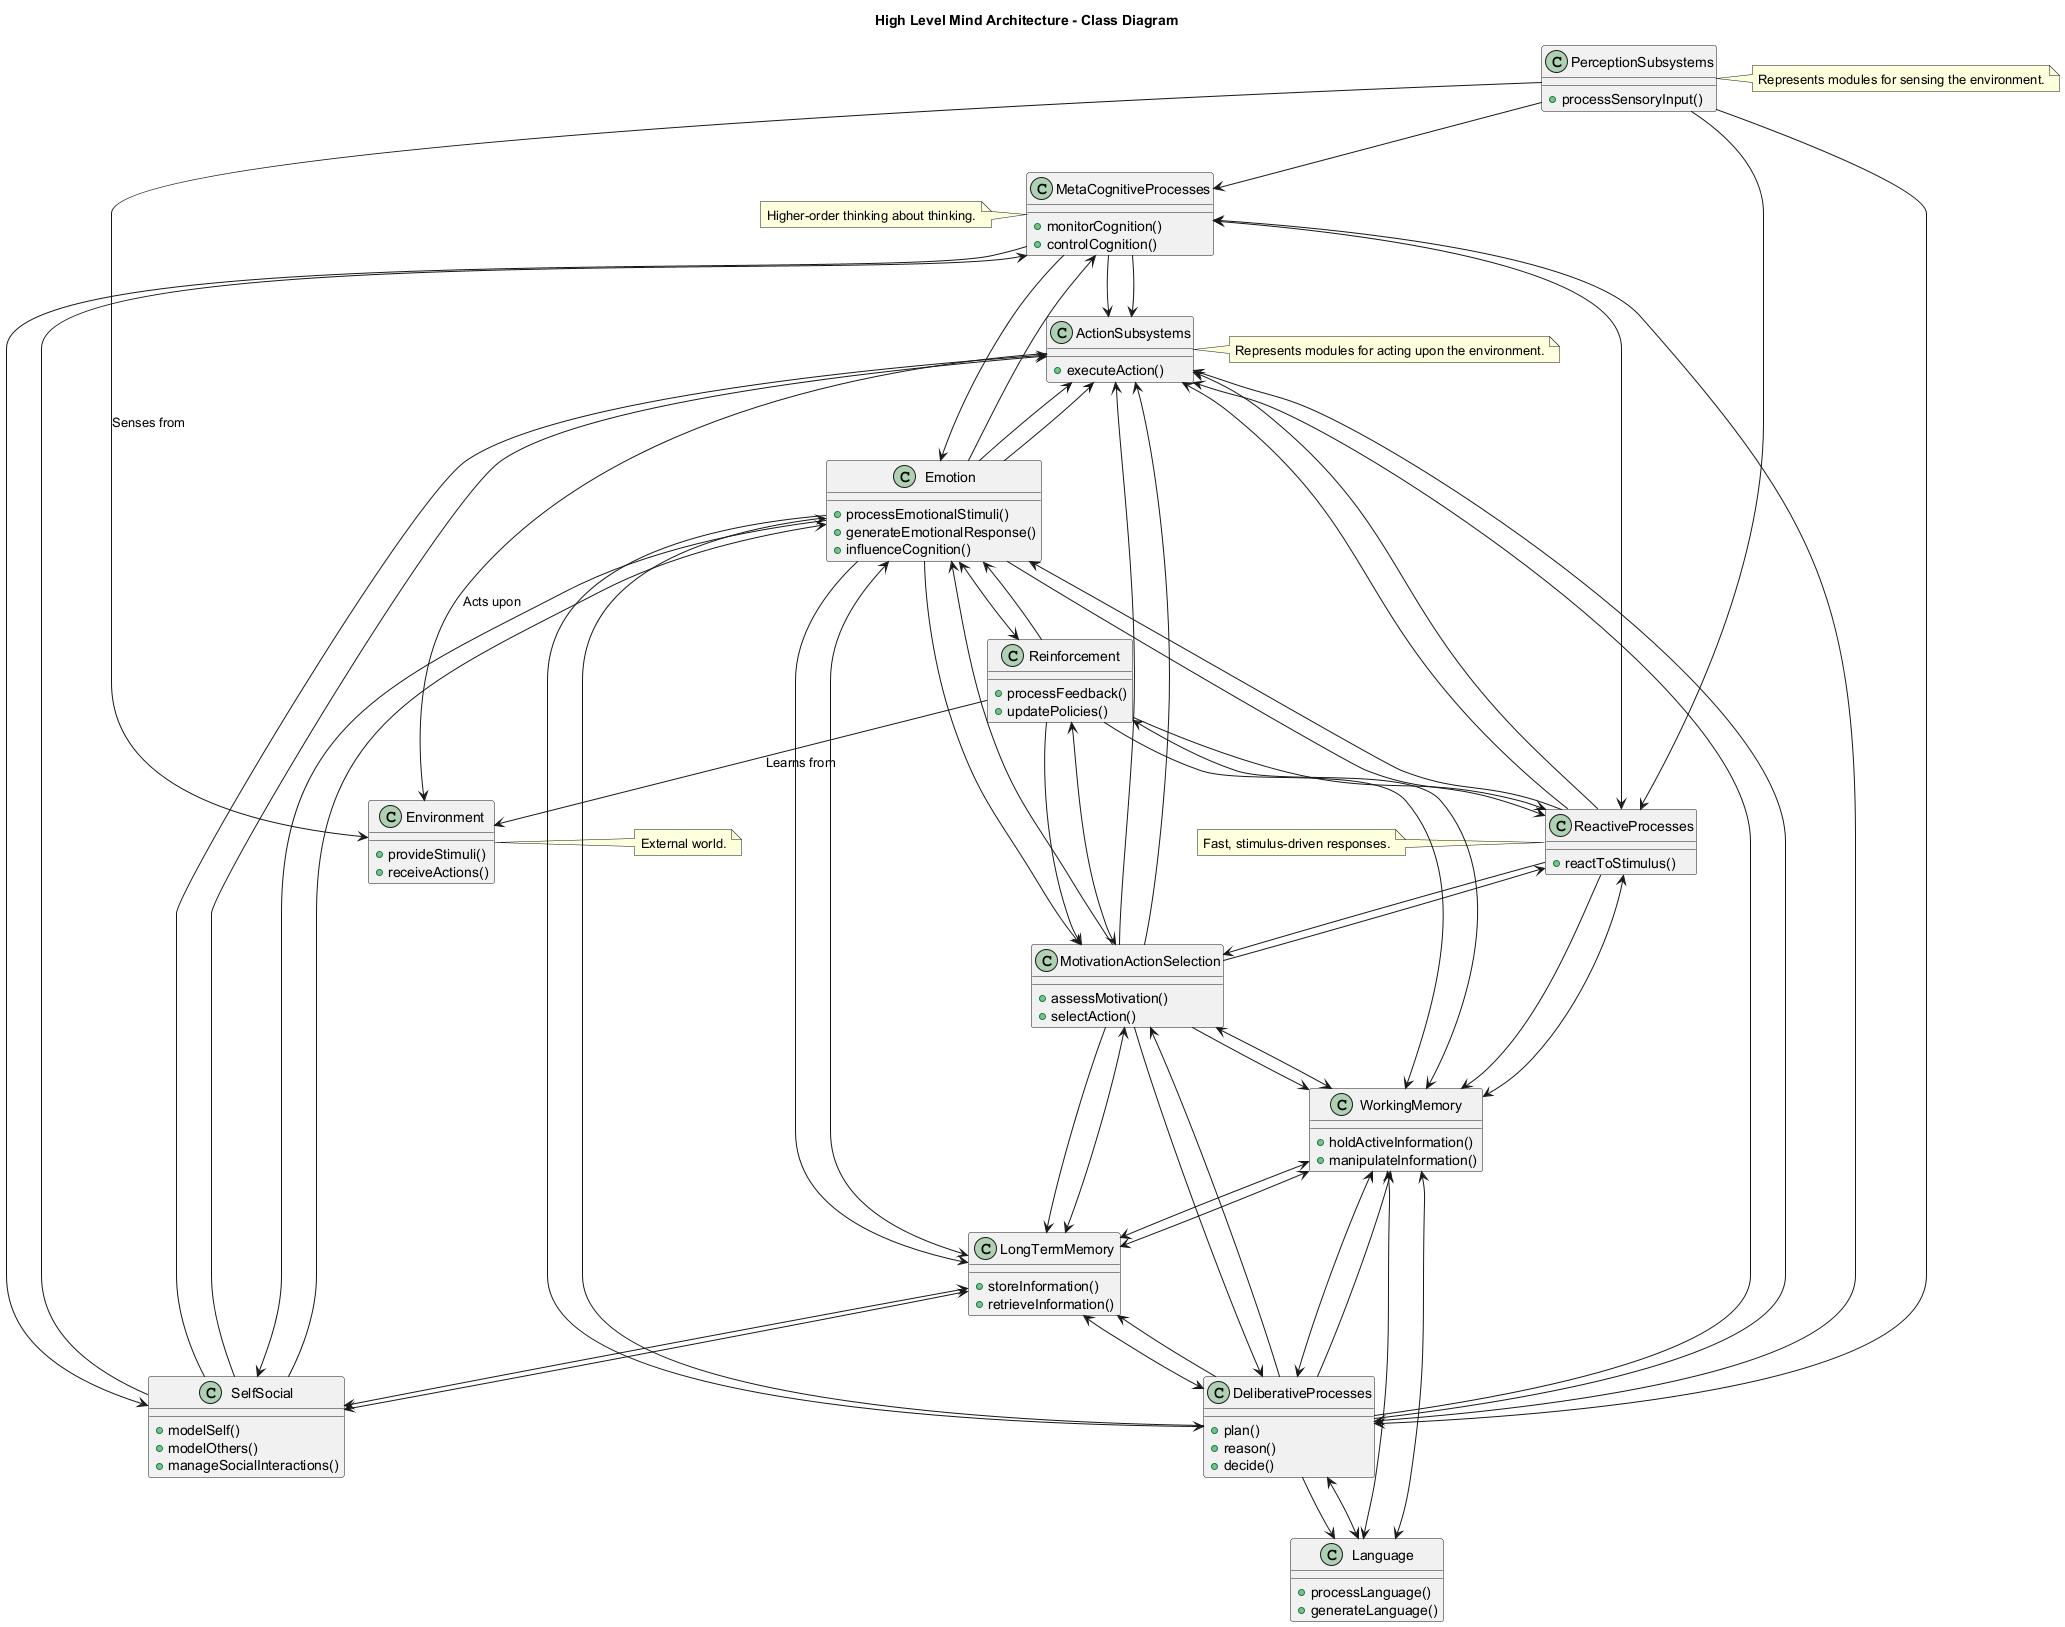 High Level Mind Architecture - Class Diagram
C PerceptionSubsystems
processSensoryInput()
Represents modules for sensing the environment.
C MetaCognitiveProcesses
monitorCognition()
controlCognition()
Higher-order thinking about thinking.
C ActionSubsystems
executeAction()
Represents modules for acting upon the environment.
Senses from
C Emotion
processEmotionalStimuli()
generateEmotionalResponse()
influenceCognition()
Acts upon
C Reinforcement
processFeedback()
updatePolicies()
Learns from
C Environment
provideStimuli()
receiveActions()
External world.
Fast, stimulus-driven responses.
C ReactiveProcesses
reactToStimulus()
C MotivationActionSelection
assessMotivation()
selectAction()
C WorkingMemory
holdActiveInformation()
manipulateInformation()
C LongTermMemory
storeInformation()
retrieveInformation()
C SelfSocial
modelSelf()
modelOthers()
manageSocialInteractions()
C DeliberativeProcesses
plan()
reason()
decide()
C Language
processLanguage()
generateLanguage()